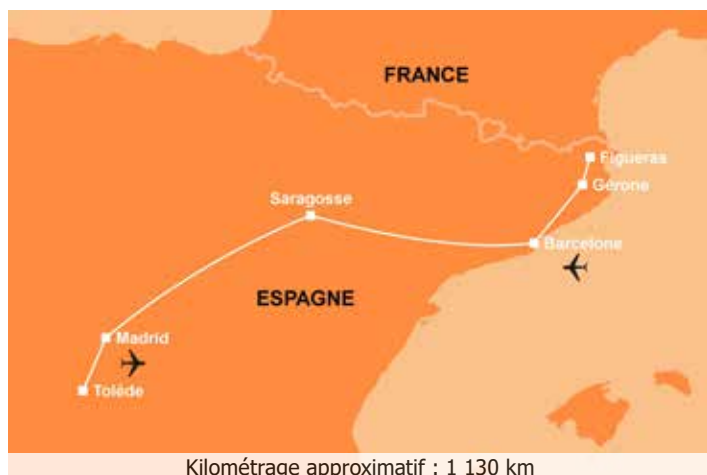 FRANCE
Figueras
Gérone
Saragosse
Barcelone
ESPAGNE
Madrid
Tolède
Kilométrage approximatif : 1 130 km